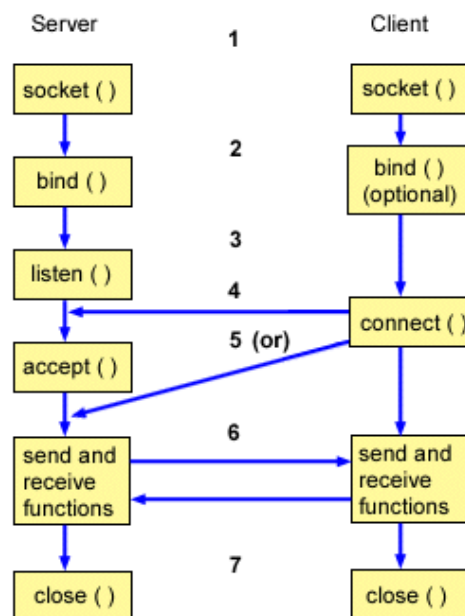 Server
1
Client
socket ( )
socket ( )
2
bind ( )
bind ( )
(optional)
3
listen ( )
4
connect ( )
5 (or)
accept ( )
6
send and
receive
functions
send and
receive
functions
7
close ( )
close ( )